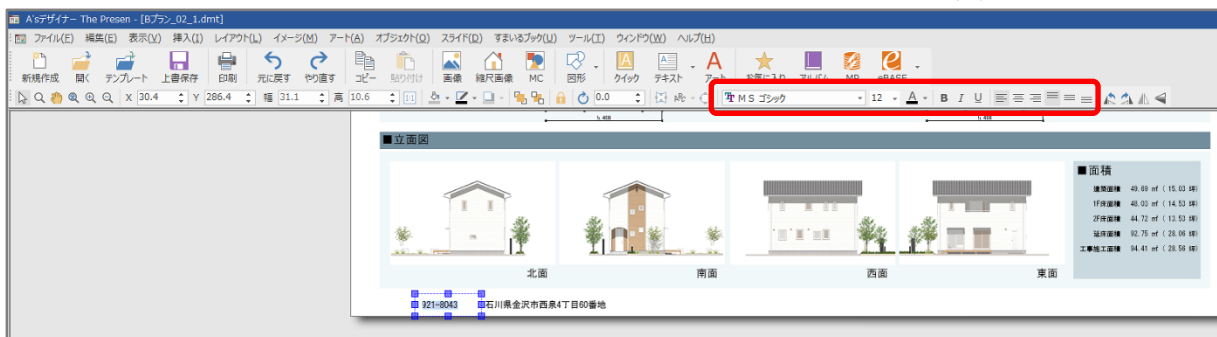 A'sデザイナー The Presen - [Bプラン_02_1.dmt]
ファイル(F) 編集(E) 表示(V) 挿入(I) レイアウト(L) イメージ(M) アート(A) オブジェクト(O) スライド(R) すまいるブック(U) ツール(T) ウィンドウ(W) ヘルプ(H)
新規作成 開く テンプレート 上書保存 印刷 元に戻す やり直す コピー 貼り付け 画像 縮尺画像 MC 図形 クイック テキスト アート お気に入り アルバム MP eBASE
X 30.4 Y 286.4 幅 31.1 高 10.6 1:1 0.0 abc MS ゴシック 12 A B I U
■立面図
■面積
建築面積 49.69 ㎡ ( 15.03 坪)
1F床面積 48.03 ㎡ ( 14.53 坪)
2F床面積 44.72 ㎡ ( 13.53 坪)
延床面積 92.75 ㎡ ( 28.06 坪)
工事施工面積 94.41 ㎡ ( 28.56 坪)
北面 南面 西面 東面
921-8043 石川県金沢市西泉4丁目60番地